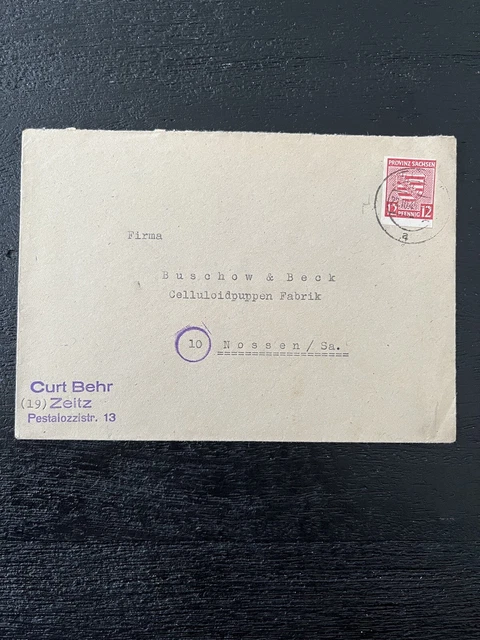 PROVINZ SACHSEN
12 12
PFENNIG
a
Firma
Buschow & Beck
Celluloidpuppen Fabrik
10 Nossen/Sa.
Curt Behr
(19) Zeitz
Pestalozzistr. 13